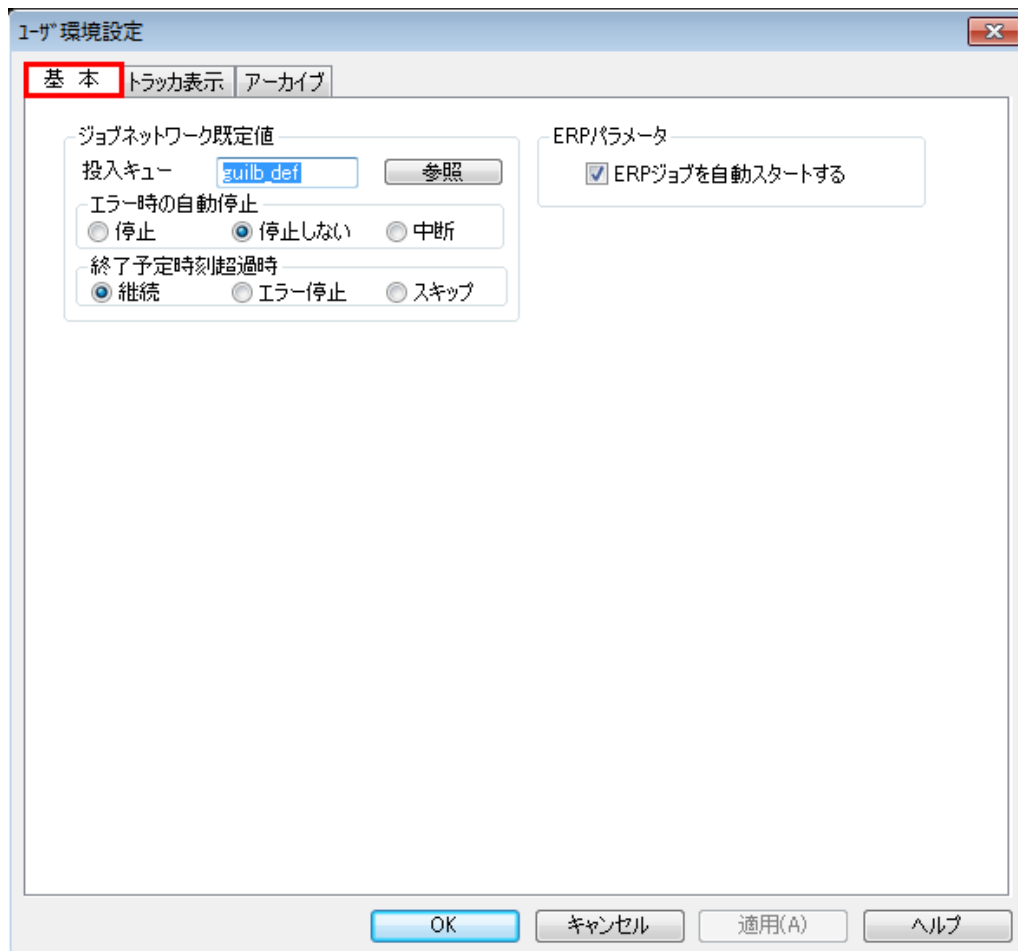 ﾕｰｻﾞ環境設定
基 本 トラッカ表示 アーカイブ
ジョブネットワーク既定値
投入キュー guilb_def 参照
エラー時の自動停止
停止 停止しない 中断
終了予定時刻超過時
継続 エラー停止 スキップ
ERPパラメータ
ERPジョブを自動スタートする
OK キャンセル 適用(A) ヘルプ